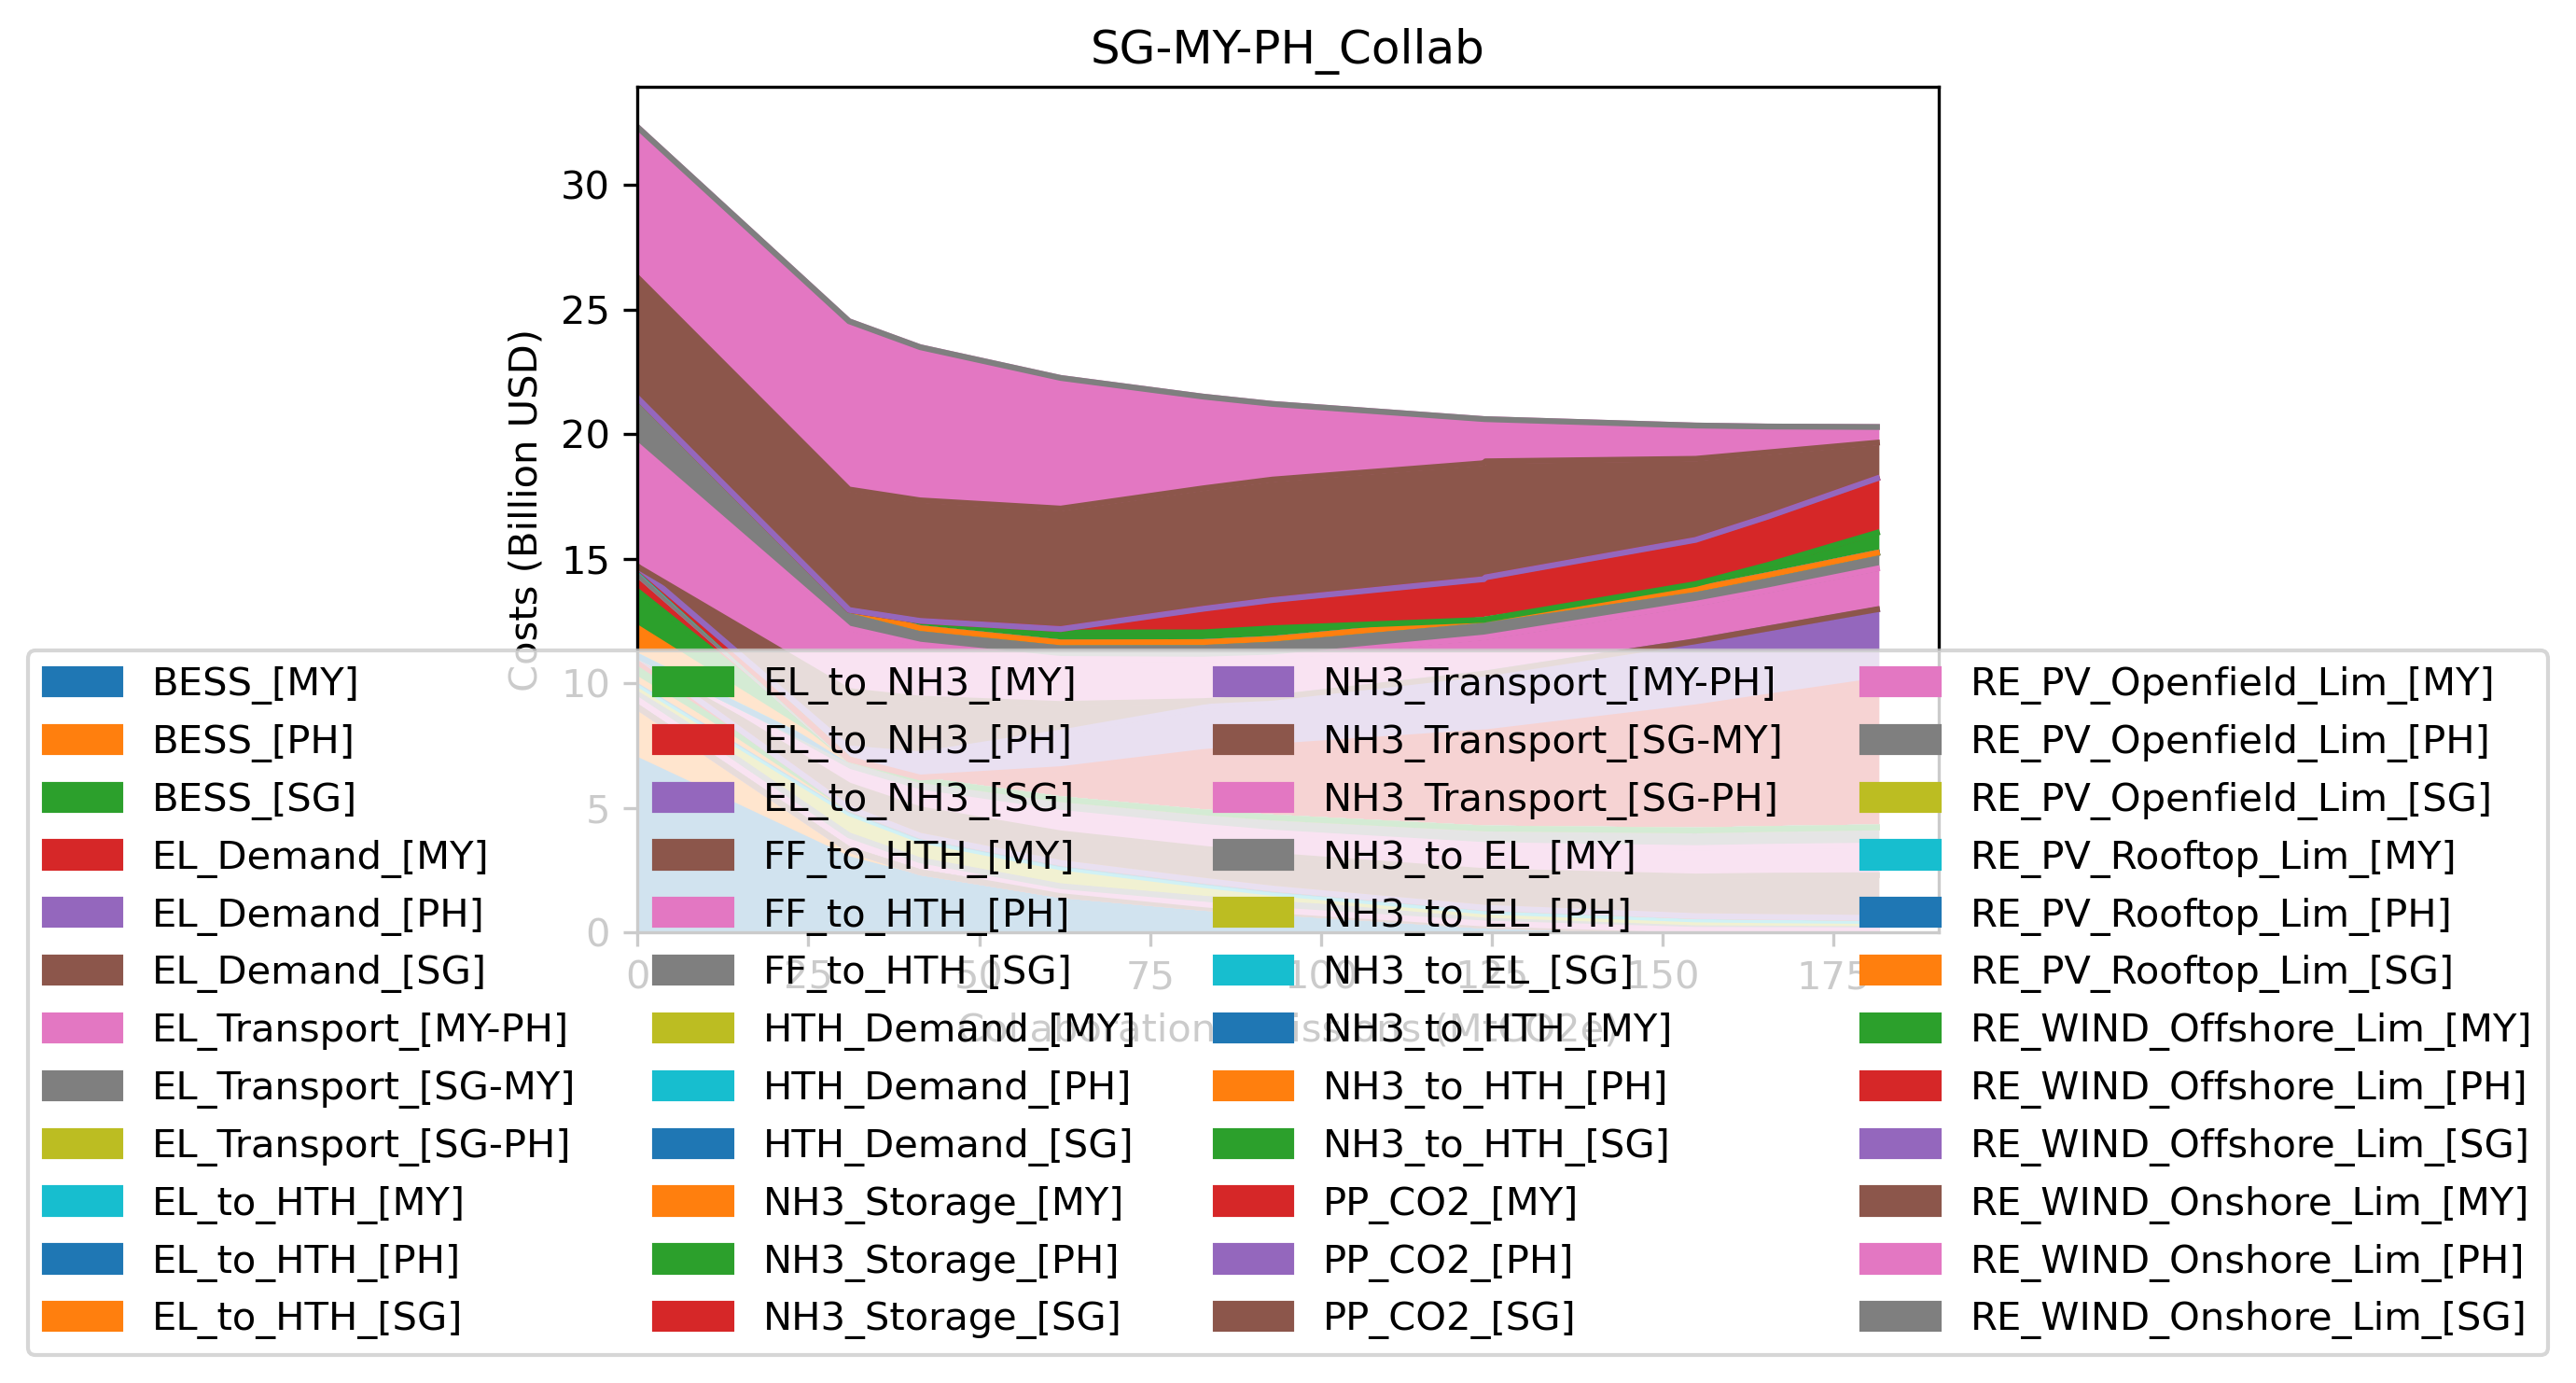 SG-MY-PH_Collab
Costs (Billion USD)
30
25
20
15
10
5
0
0 25 50 75 100 125 150 175
BESS_[MY]
BESS_[PH]
BESS_[SG]
EL_Demand_[MY]
EL_Demand_[PH]
EL_Demand_[SG]
EL_Transport_[MY-PH]
EL_Transport_[SG-MY]
EL_Transport_[SG-PH]
EL_to_HTH_[MY]
EL_to_HTH_[PH]
EL_to_HTH_[SG]
EL_to_NH3_[MY]
EL_to_NH3_[PH]
EL_to_NH3_[SG]
FF_to_HTH_[MY]
FF_to_HTH_[PH]
FF_to_HTH_[SG]
HTH_Demand_[MY]
HTH_Demand_[PH]
HTH_Demand_[SG]
NH3_Storage_[MY]
NH3_Storage_[PH]
NH3_Storage_[SG]
NH3_Transport_[MY-PH]
NH3_Transport_[SG-MY]
NH3_Transport_[SG-PH]
NH3_to_EL_[MY]
NH3_to_EL_[PH]
NH3_to_EL_[SG]
NH3_to_HTH_[MY]
NH3_to_HTH_[PH]
NH3_to_HTH_[SG]
PP_CO2_[MY]
PP_CO2_[PH]
PP_CO2_[SG]
RE_PV_Openfield_Lim_[MY]
RE_PV_Openfield_Lim_[PH]
RE_PV_Openfield_Lim_[SG]
RE_PV_Rooftop_Lim_[MY]
RE_PV_Rooftop_Lim_[PH]
RE_PV_Rooftop_Lim_[SG]
RE_WIND_Offshore_Lim_[MY]
RE_WIND_Offshore_Lim_[PH]
RE_WIND_Offshore_Lim_[SG]
RE_WIND_Onshore_Lim_[MY]
RE_WIND_Onshore_Lim_[PH]
RE_WIND_Onshore_Lim_[SG]
Collaboration (MtCO2e)